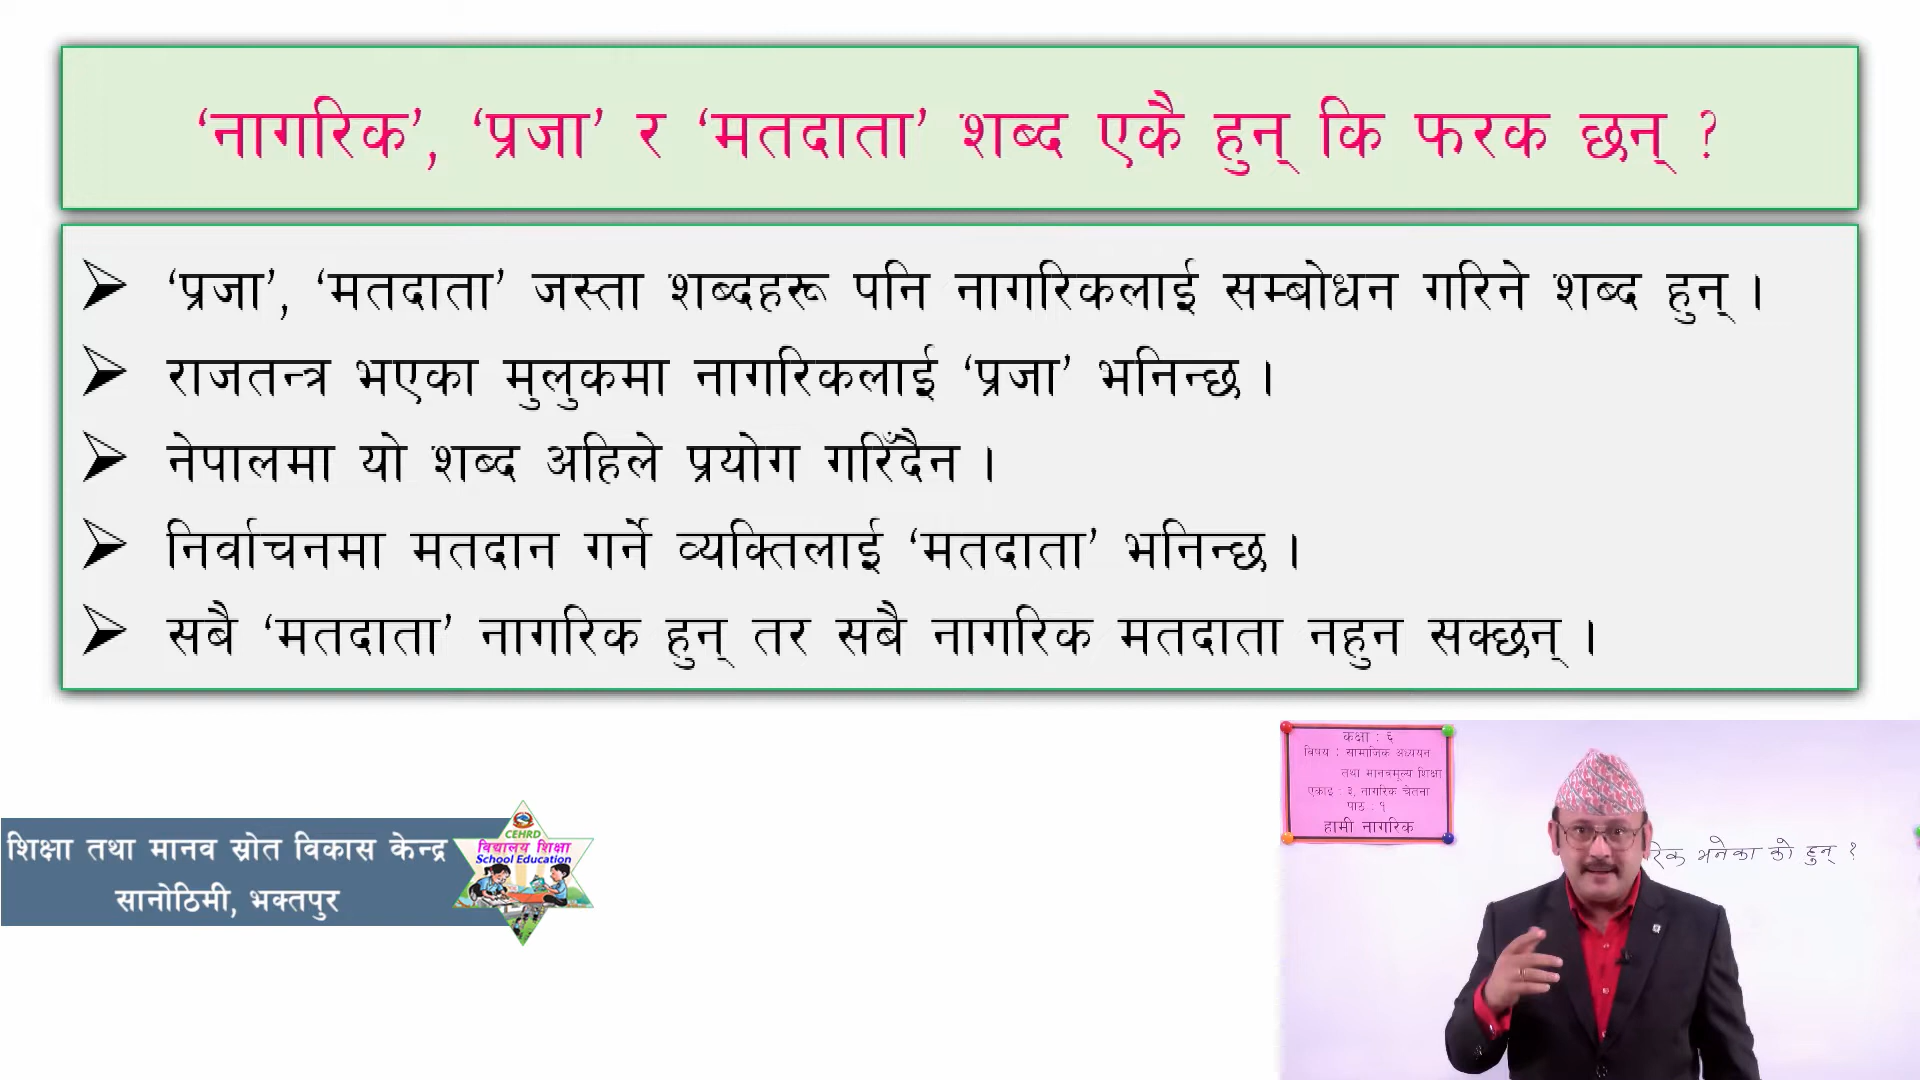 ‘नागरिक’, ‘प्रजा’ र ‘मतदाता’ शब्द एकै हुन् कि फरक छन् ?
‘प्रजा’, ‘मतदाता’ जस्ता शब्दहरू पनि नागरिकलाई सम्बोधन गरिने शब्द हुन् ।
राजतन्त्र भएका मुलुकमा नागरिकलाई ‘प्रजा’ भनिन्छ ।
नेपालमा यो शब्द अहिले प्रयोग गरिँदैन ।
निर्वाचनमा मतदान गर्ने व्यक्तिलाई ‘मतदाता’ भनिन्छ ।
सबै ‘मतदाता’ नागरिक हुन् तर सबै नागरिक मतदाता नहुन सक्छन् ।
शिक्षा तथा मानव स्रोत विकास केन्द्र
सानोठिमी, भक्तपुर
CEHRD
विद्यालय शिक्षा
School Education
कक्षा : ६
विषय : सामाजिक अध्ययन
तथा मानवमूल्य शिक्षा
एकाइ : ३, नागरिक चेतना
पाठ : १
हामी नागरिक
रिक भनेका को हुन् ?